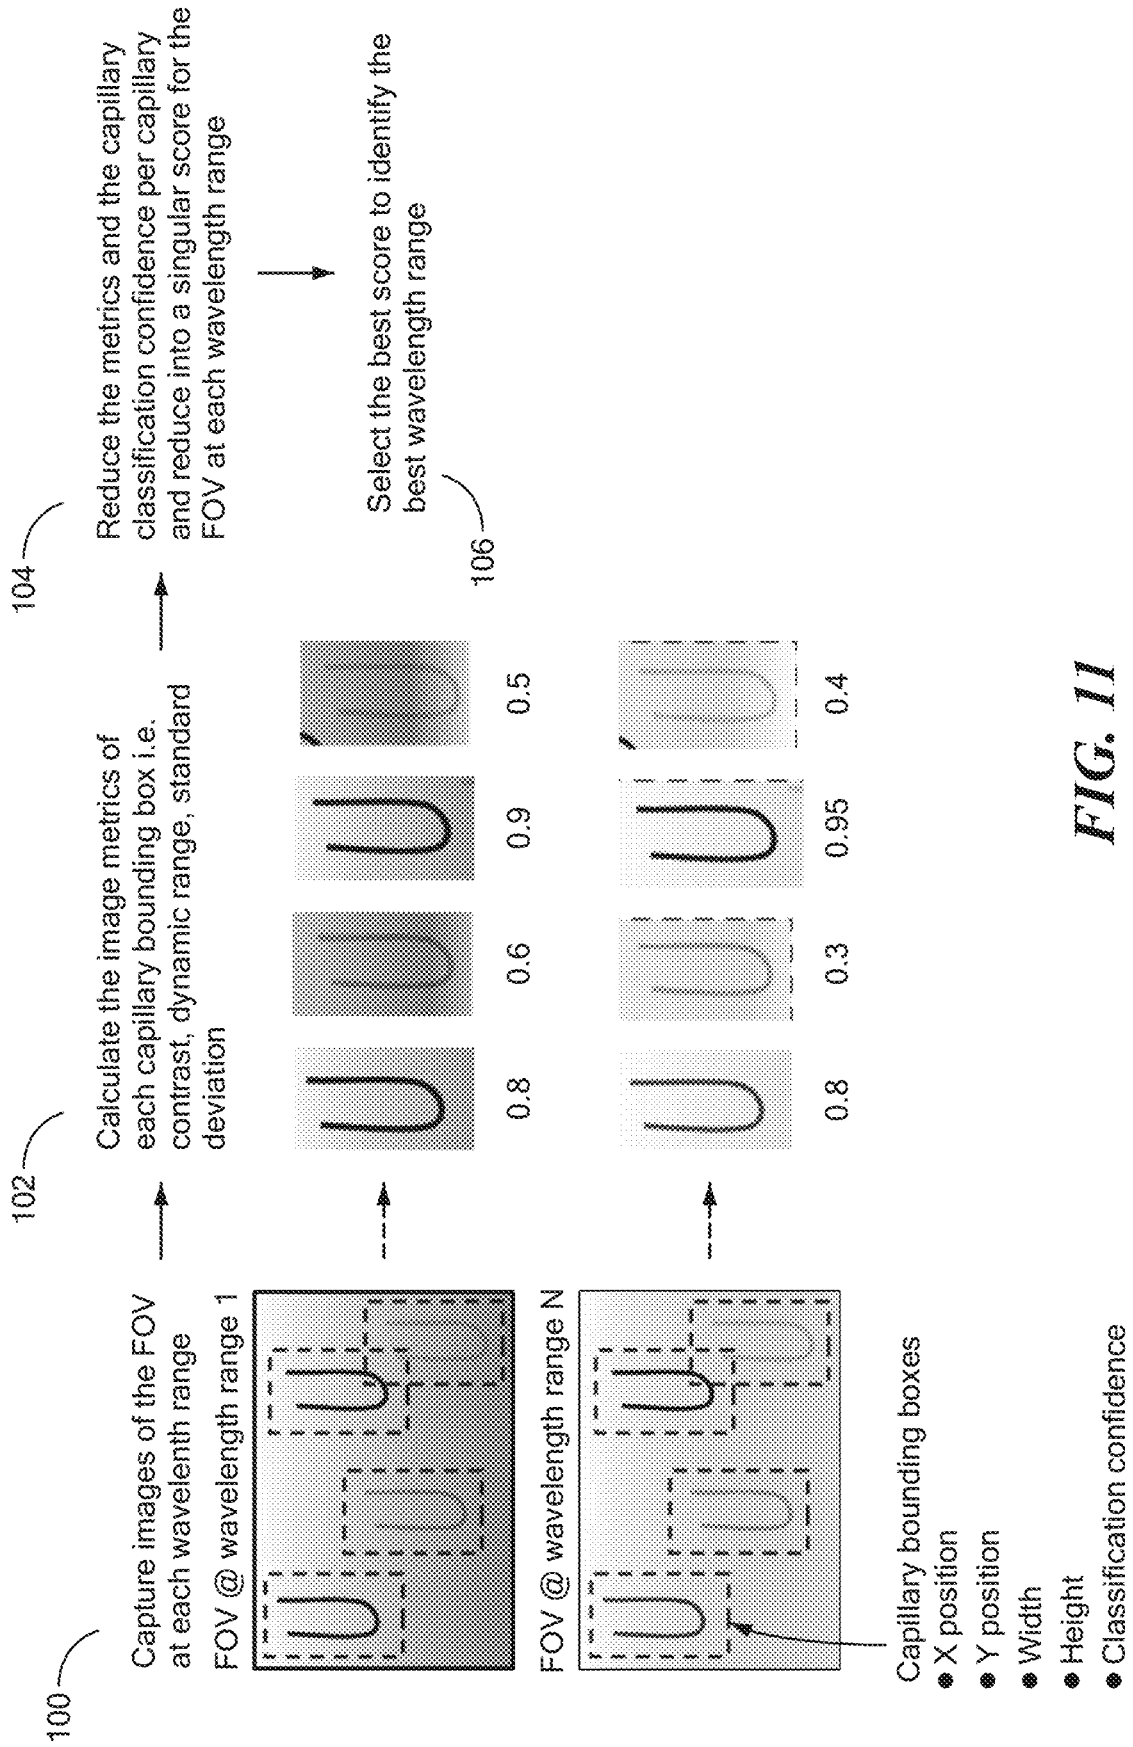 100
Capture images of the FOV
at each wavelenth range
FOV @ wavelength range 1
FOV @ wavelength range N
Capillary bounding boxes
● X position
● Y position
● Width
● Height
● Classification confidence
102
Calculate the image metrics of
each capillary bounding box i.e.
contrast, dynamic range, standard
deviation
0.8 0.6 0.9 0.5
0.8 0.3 0.95 0.4
104
Reduce the metrics and the capillary
classification confidence per capillary
and reduce into a singular score for the
FOV at each wavelength range
Select the best score to identify the
best wavelength range
106
FIG. 11